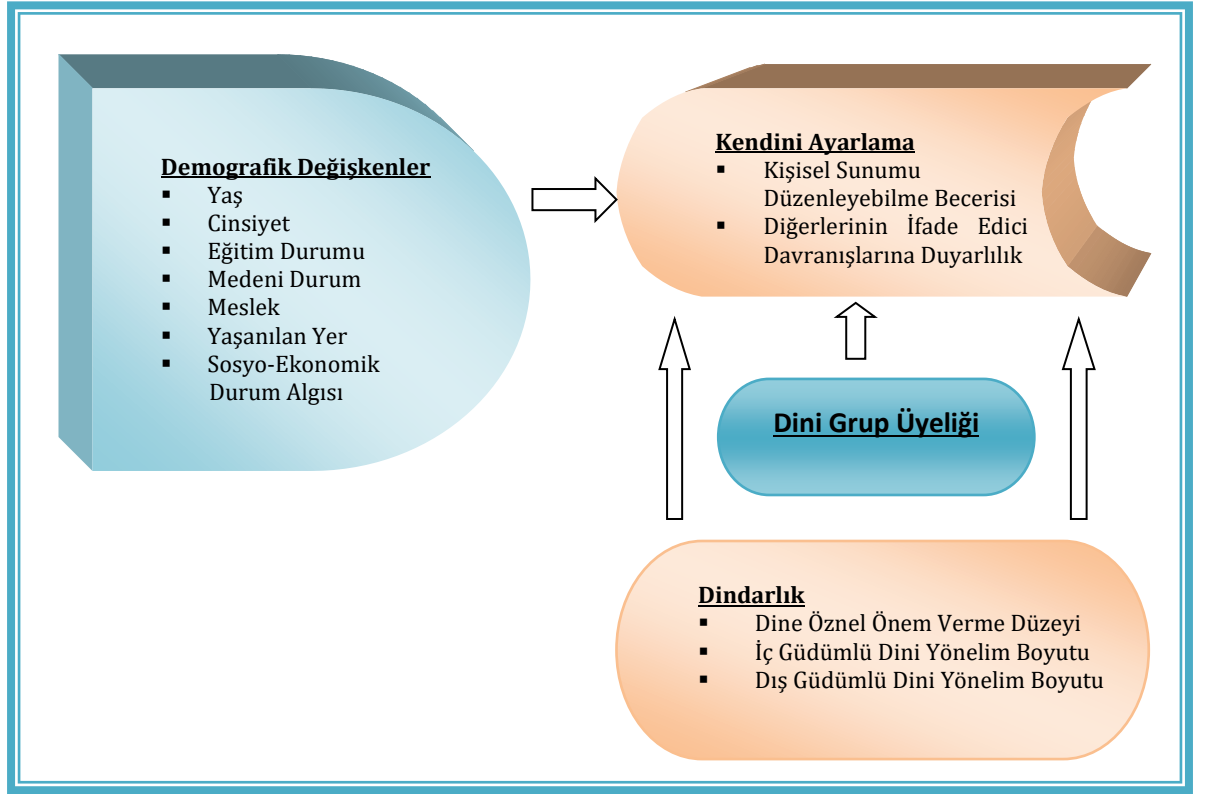 Demografik Değişkenler
▪ Yaş
▪ Cinsiyet
▪ Eğitim Durumu
▪ Medeni Durum
▪ Meslek
▪ Yaşanılan Yer
▪ Sosyo-Ekonomik
Durum Algısı
Kendini Ayarlama
▪ Kişisel Sunumu
Düzenleyebilme Becerisi
▪ Diğerlerinin İfade Edici
Davranışlarına Duyarlılık
Dini Grup Üyeliği
Dindarlık
▪ Dine Öznel Önem Verme Düzeyi
▪ İç Güdümlü Dini Yönelim Boyutu
▪ Dış Güdümlü Dini Yönelim Boyutu